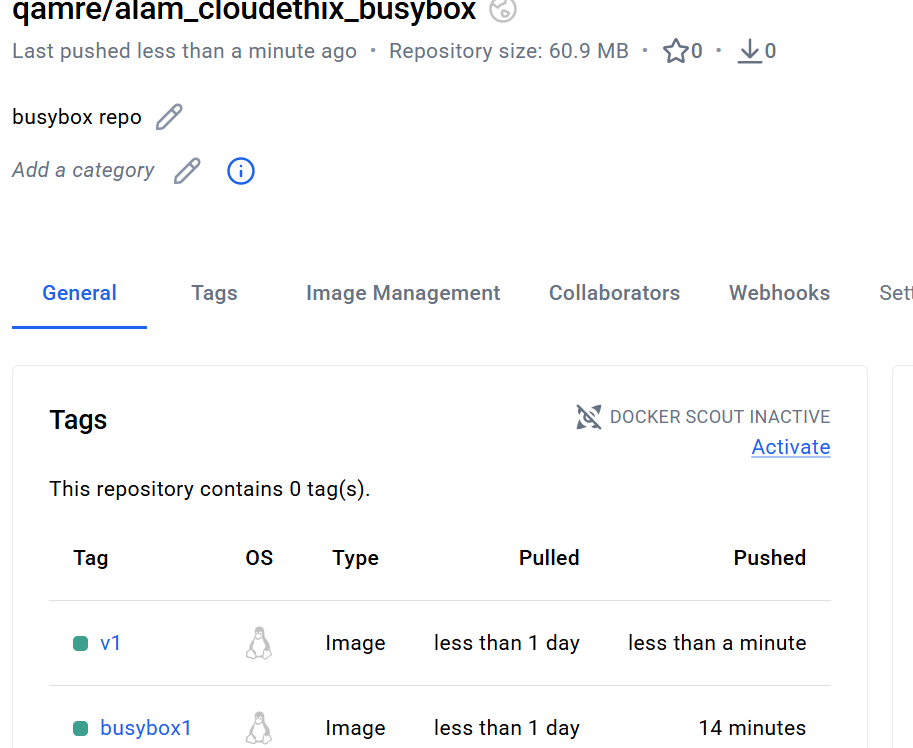 qamre/alam_cloudethix_busybox
Last pushed less than a minute ago • Repository size: 60.9 MB • 0 • 0
busybox repo
Add a category
General Tags Image Management Collaborators Webhooks Sett
Tags
DOCKER SCOUT INACTIVE
Activate
This repository contains 0 tag(s).
Tag OS Type Pulled Pushed
v1 Image less than 1 day less than a minute
busybox1 Image less than 1 day 14 minutes